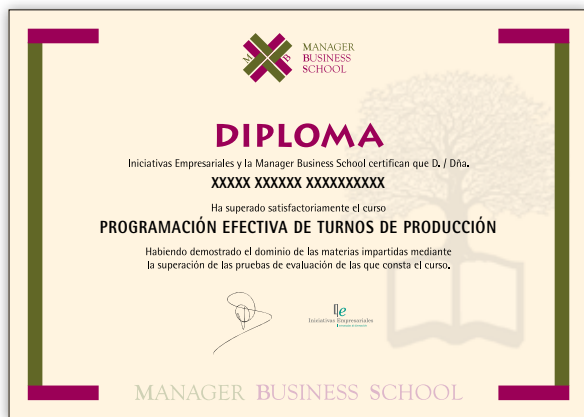 M B
MANAGER
BUSINESS
SCHOOL
DIPLOMA
Iniciativas Empresariales y la Manager Business School certifican que D. / Dña.
XXXXX XXXXXX XXXXXXXXXX
Ha superado satisfactoriamente el curso
PROGRAMACIÓN EFECTIVA DE TURNOS DE PRODUCCIÓN
Habiendo demostrado el dominio de las materias impartidas mediante
la superación de las pruebas de evaluación de las que consta el curso.
Iniciativas Empresariales
MANAGER BUSINESS SCHOOL